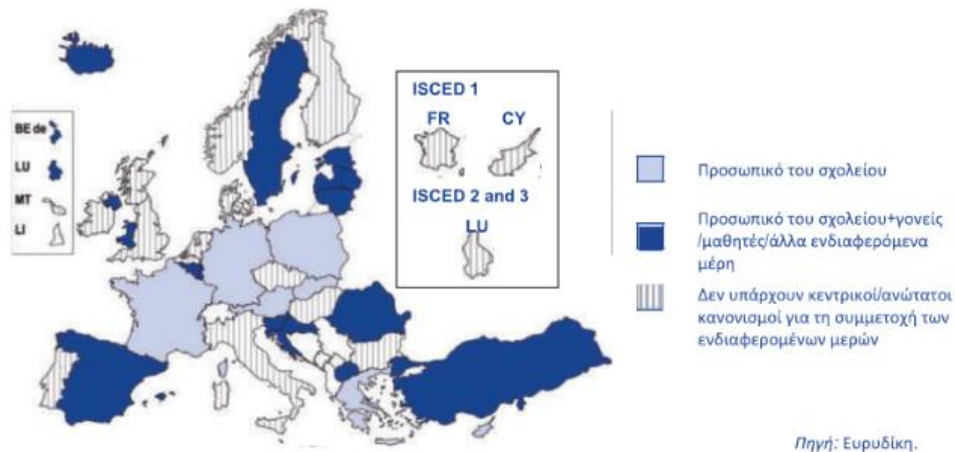 BE de
LU
MT
LI
ISCED 1
FR CY
ISCED 2 and 3
LU
Προσωπικό του σχολείου
Προσωπικό του σχολείου+γονείς
/μαθητές/άλλα ενδιαφερόμενα
μέρη
Δεν υπάρχουν κεντρικοί/ανώτατοι
κανονισμοί για τη συμμετοχή των
ενδιαφερομένων μερών
Πηγή: Ευρυδίκη.